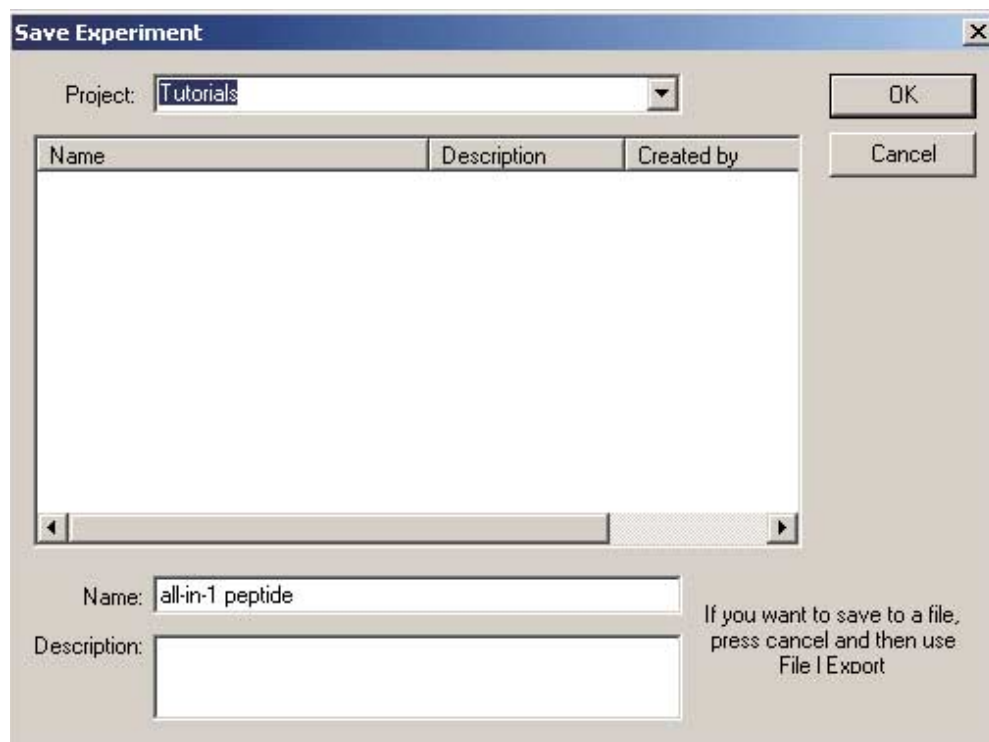 Save Experiment
Project: Tutorials
OK
Cancel
Name Description Created by
Name: all-in-1 peptide
Description:
If you want to save to a file,
press cancel and then use
File | Export